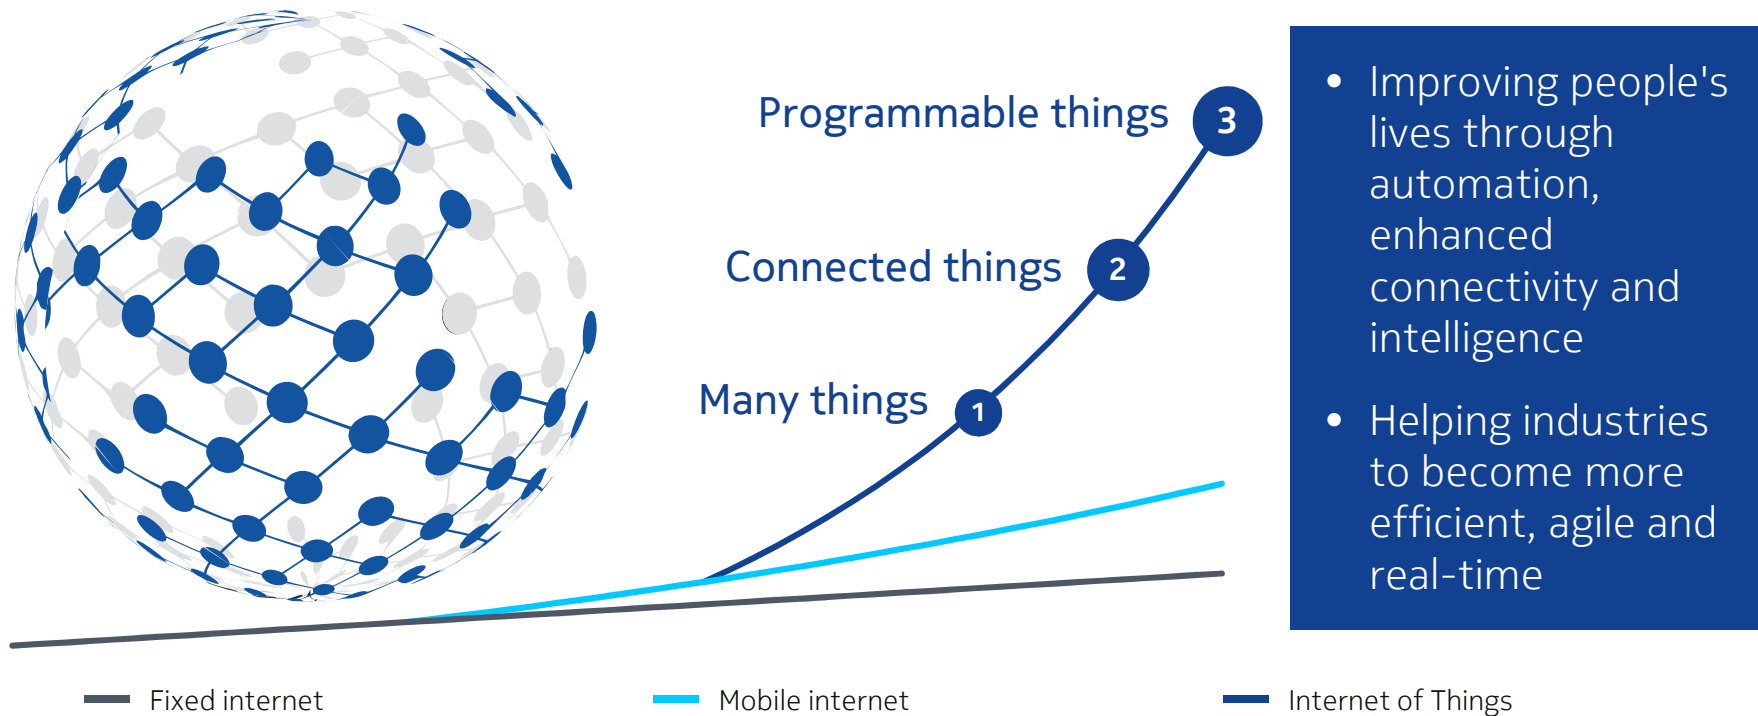 Programmable things
3
Connected things
2
Many things
1
• Improving people's
lives through
automation,
enhanced
connectivity and
intelligence
• Helping industries
to become more
efficient, agile and
real-time
Fixed internet
Mobile internet
Internet of Things